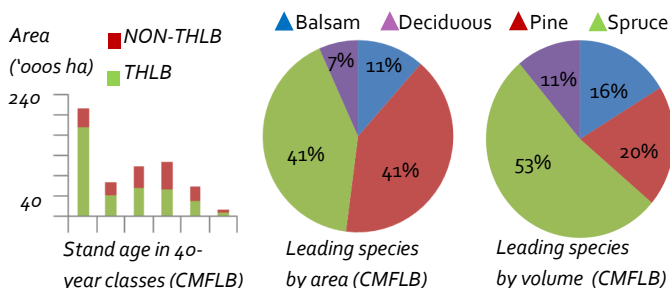 Area
('000s ha)
NON-THLB
THLB
240
40
Stand age in 40-
year classes (CMFLB)
Balsam Deciduous Pine Spruce
7%
11%
41%
41%
Leading species
by area (CMFLB)
11%
16%
20%
53%
Leading species
by volume (CMFLB)